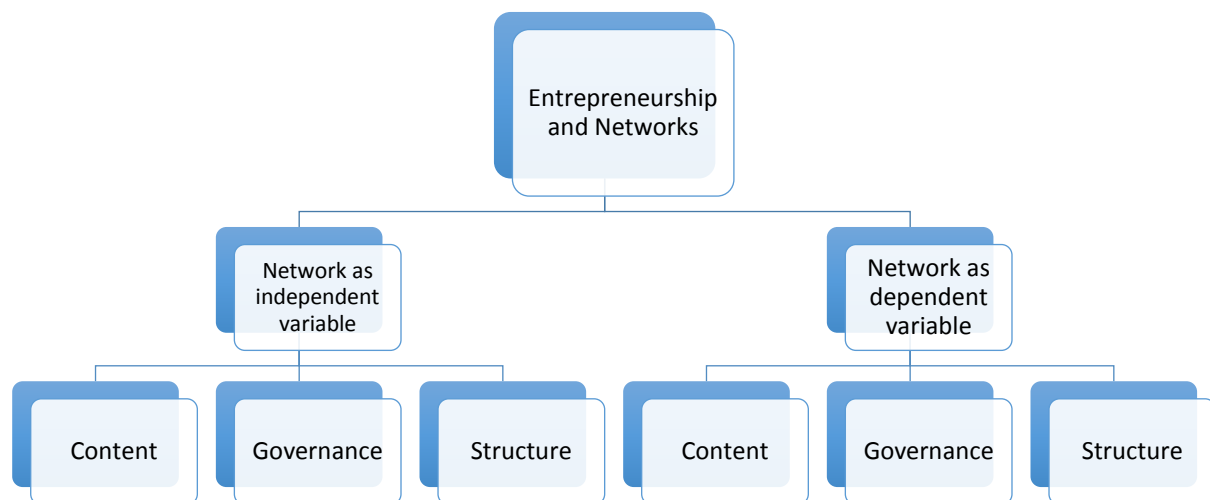 Entrepreneurship
and Networks
Network as
independent
variable
Network as
dependent
variable
Content
Governance
Structure
Content
Governance
Structure